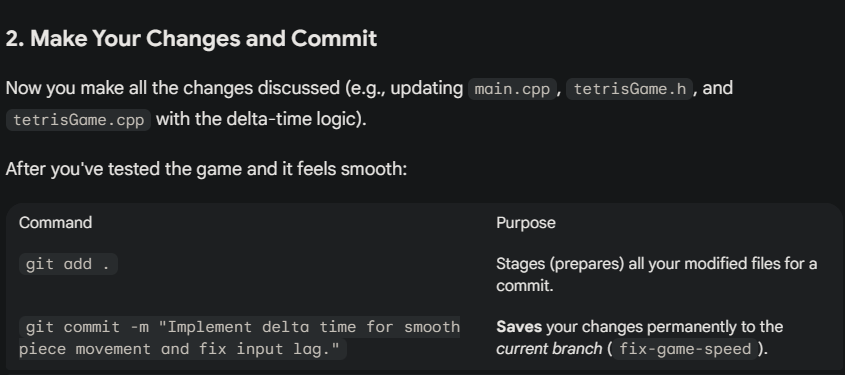 2. Make Your Changes and Commit
Now you make all the changes discussed (e.g., updating main.cpp, tetrisGame.h, and
tetrisGame.cpp with the delta-time logic).
After you've tested the game and it feels smooth:
Command Purpose
git add . Stages (prepares) all your modified files for a
commit.
git commit -m "Implement delta time for smooth Saves your changes permanently to the
piece movement and fix input lag." current branch ( fix-game-speed ).